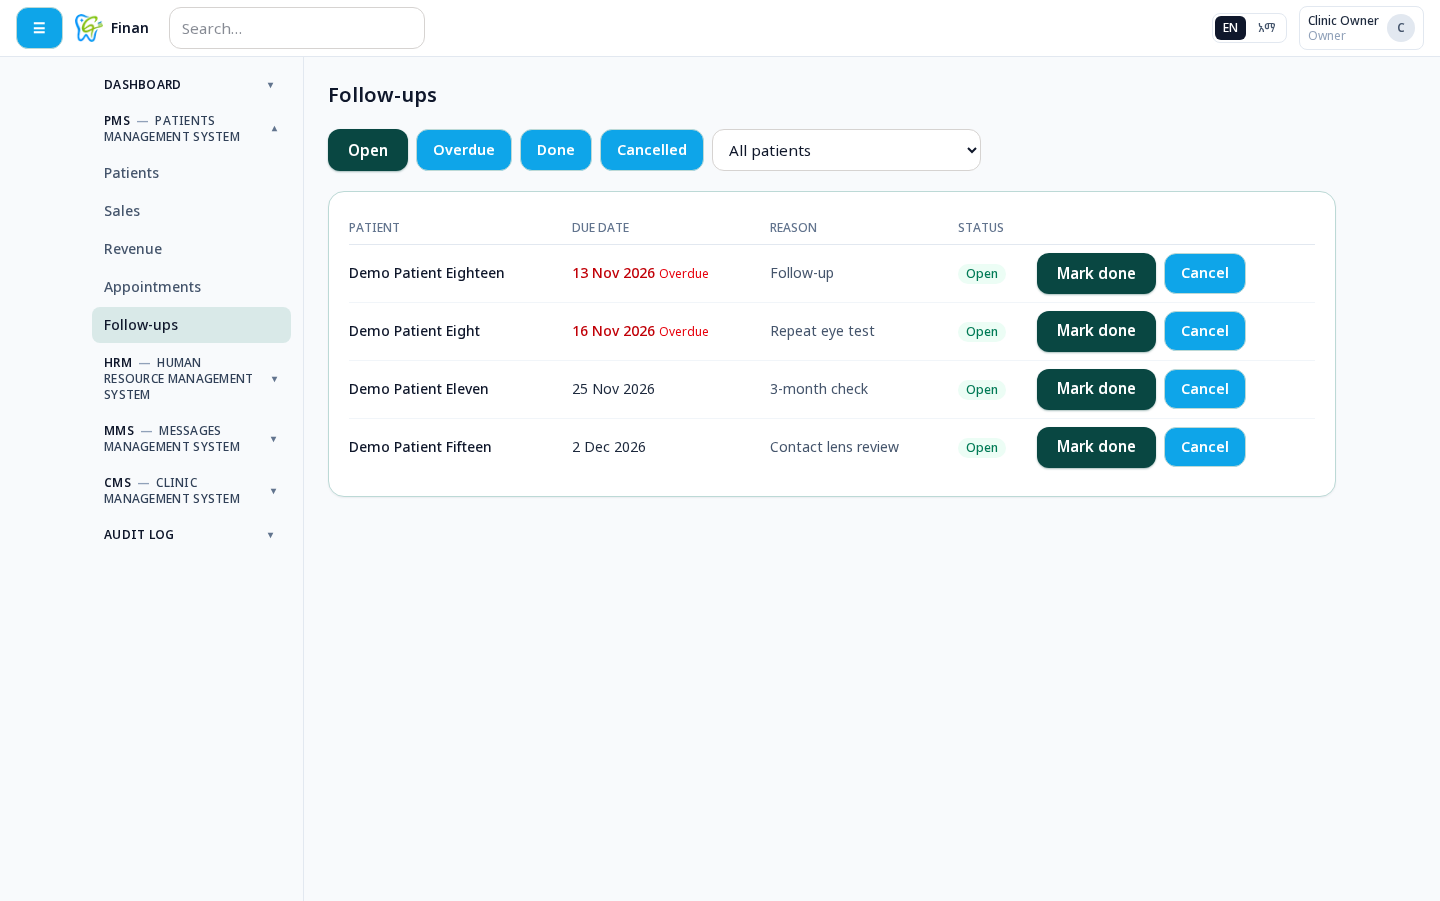 ☰
Finan
Search...
EN
አማ
Clinic Owner
Owner
C
DASHBOARD ▼
PMS — PATIENTS
MANAGEMENT SYSTEM ▲
Patients
Sales
Revenue
Appointments
Follow-ups
HRM — HUMAN
RESOURCE MANAGEMENT
SYSTEM ▼
MMS — MESSAGES
MANAGEMENT SYSTEM ▼
CMS — CLINIC
MANAGEMENT SYSTEM ▼
AUDIT LOG ▼
Follow-ups
Open Overdue Done Cancelled All patients
PATIENT DUE DATE REASON STATUS
Demo Patient Eighteen 13 Nov 2026 Overdue Follow-up Open Mark done Cancel
Demo Patient Eight 16 Nov 2026 Overdue Repeat eye test Open Mark done Cancel
Demo Patient Eleven 25 Nov 2026 3-month check Open Mark done Cancel
Demo Patient Fifteen 2 Dec 2026 Contact lens review Open Mark done Cancel